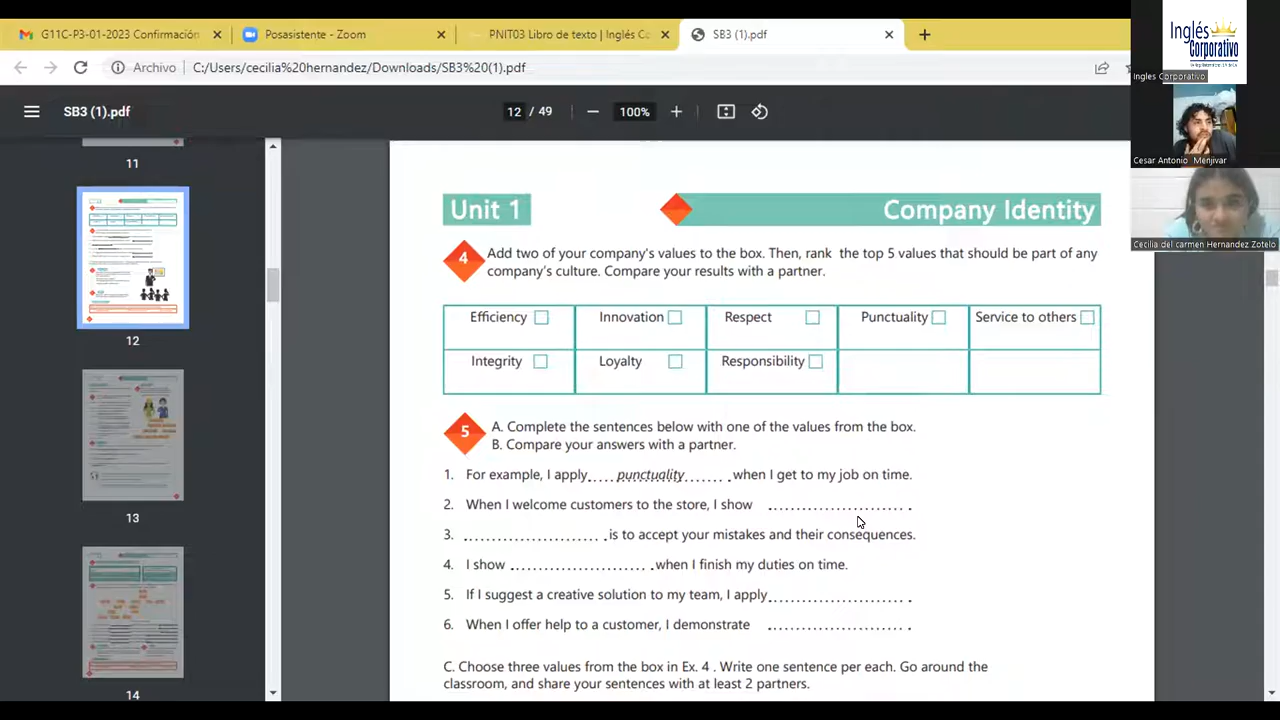 G11C-P3-01-2023 Confirmación
Posasistente - Zoom
PNIT03 Libro de texto | Inglés Co
SB3 (1).pdf
Inglés
Corporativo
Ingles Corporativo
Archivo
C:/Users/cecilia%20hernandez/Downloads/SB3%20(1).pdf
SB3 (1).pdf
12 / 49
100%
Cesar Antonio Menjivar
Cecilia del carmen Hernandez Zotelo
11
12
13
14
Unit 1
Company Identity
4
Add two of your company's values to the box. Then, rank the top 5 values that should be part of any
company's culture. Compare your results with a partner.
Efficiency Innovation Respect Punctuality Service to others
Integrity Loyalty Responsibility
5
A. Complete the sentences below with one of the values from the box.
B. Compare your answers with a partner.
1. For example, I apply.....punctuality....... .when I get to my job on time.
2. When I welcome customers to the store, I show ....................... .
3. ....................... .is to accept your mistakes and their consequences.
4. I show ....................... .when I finish my duties on time.
5. If I suggest a creative solution to my team, I apply....................... .
6. When I offer help to a customer, I demonstrate ....................... .
C. Choose three values from the box in Ex. 4 . Write one sentence per each. Go around the
classroom, and share your sentences with at least 2 partners.